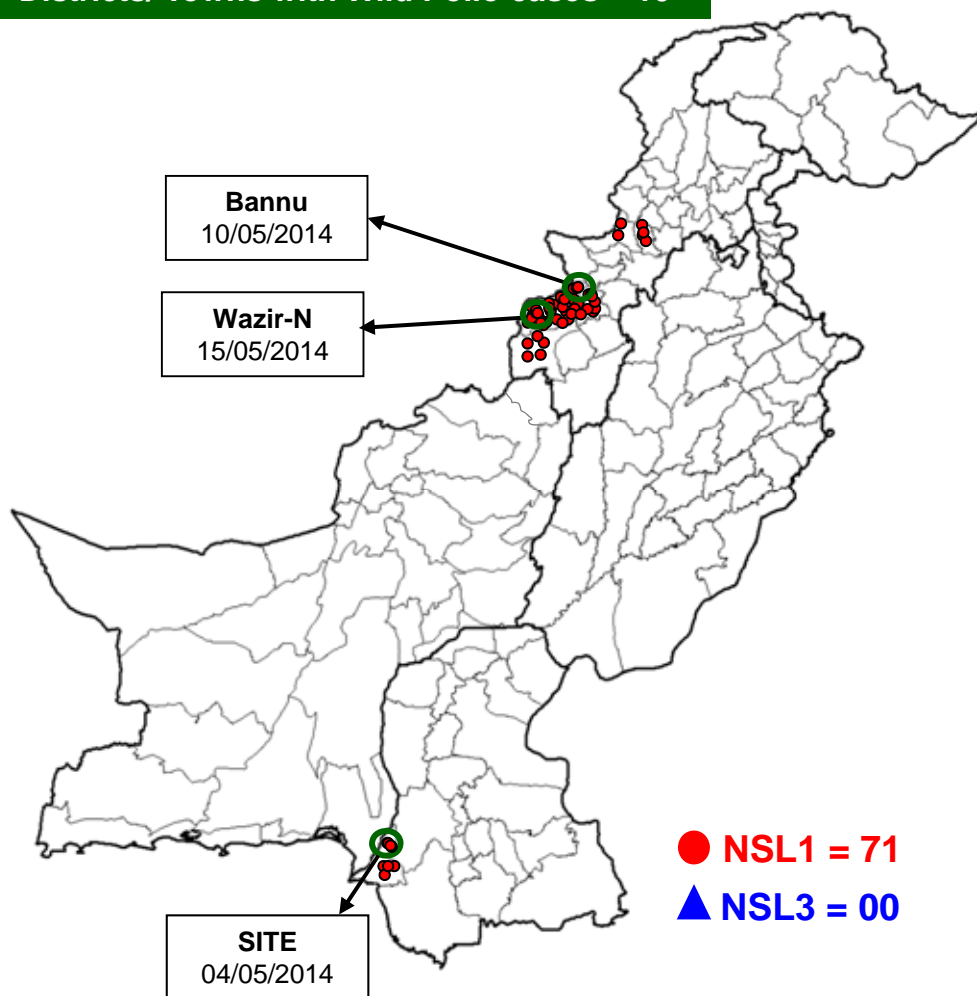 Bannu
10/05/2014
Wazir-N
15/05/2014
NSL1 = 71
NSL3 = 00
SITE
04/05/2014